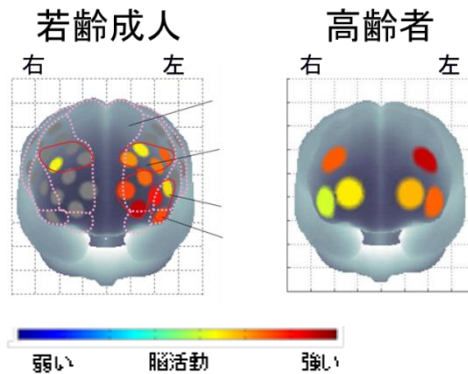 若齢成人
右 左
高齢者
右 左
弱い 脳活動 強い